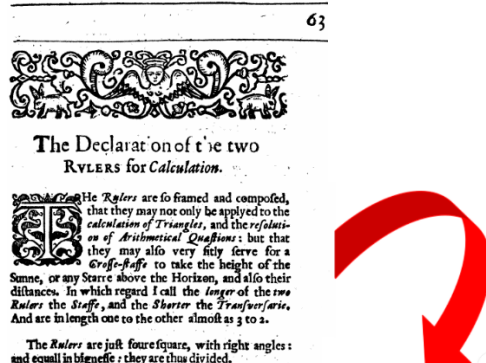 63
The Declarat on of t e two
RVLERS for Calculation.
THe Rulers are ſo framed and compoſed,
that they may not only be applyed to the
calculation of Triangles, and the reſoluti-
on of Arithmetical Quæſtions: but that
they may alſo very fitly ſerve for a
Croſſe-ſtaffe to take the height of the
Sunne, or any Starre above the Horizon, and alſo their
diſtances. In which regard I call the longer of the two
Rulers the Staffe, and the Shorter the Tranſverſarie.
And are in length one to the other almoſt as 3 to 2.
The Rulers are juſt foure ſquare, with right angles:
and equall in bigneſſe: they are thus divided.